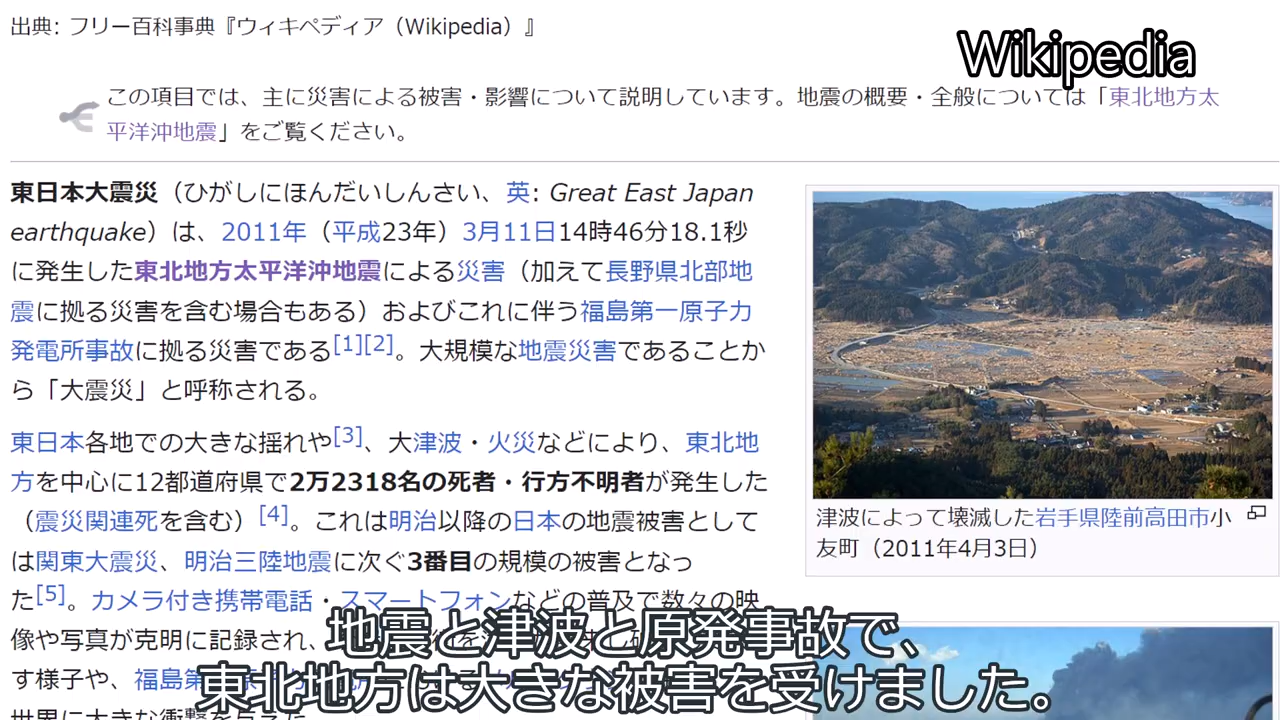 出典: フリー百科事典『ウィキペディア（Wikipedia）』
Wikipedia
この項目では、主に災害による被害・影響について説明しています。地震の概要・全般については「東北地方太
平洋沖地震」をご覧ください。
東日本大震災（ひがしにほんだいしんさい、英: Great East Japan
earthquake）は、2011年（平成23年）3月11日14時46分18.1秒
に発生した東北地方太平洋沖地震による災害（加えて長野県北部地
震に拠る災害を含む場合もある）およびこれに伴う福島第一原子力
発電所事故に拠る災害である[1][2]。大規模な地震災害であることか
ら「大震災」と呼称される。
東日本各地での大きな揺れや[3]、大津波・火災などにより、東北地
方を中心に12都道府県で2万2318名の死者・行方不明者が発生した
（震災関連死を含む）[4]。これは明治以降の日本の地震被害として
は関東大震災、明治三陸地震に次ぐ3番目の規模の被害となっ
た[5]。カメラ付き携帯電話・スマートフォンなどの普及で数々の映
像や写真が克明に記録され、
す様子や、福島第
世界に大きな衝撃を与えた
津波によって壊滅した岩手県陸前高田市小
友町（2011年4月3日）
地震と津波と原発事故で、
東北地方は大きな被害を受けました。